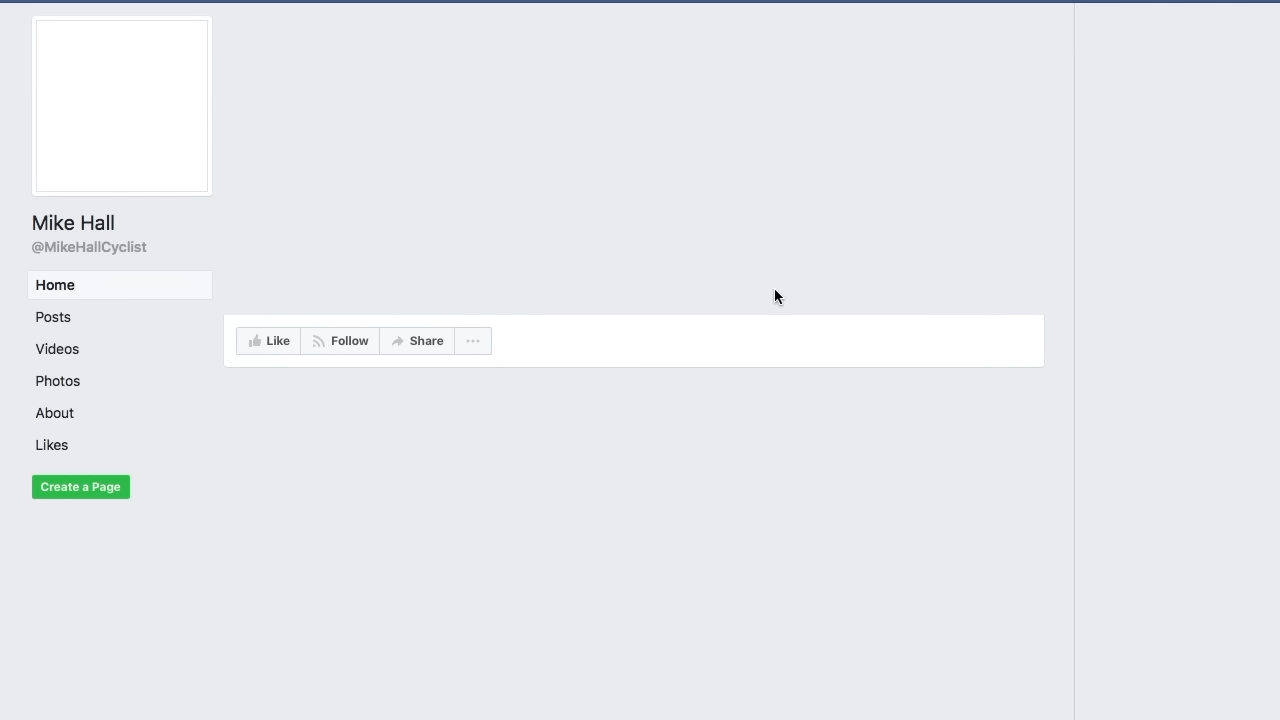 Mike Hall
@MikeHallCyclist
Home
Posts
Videos
Photos
About
Likes
Create a Page
Like Follow Share